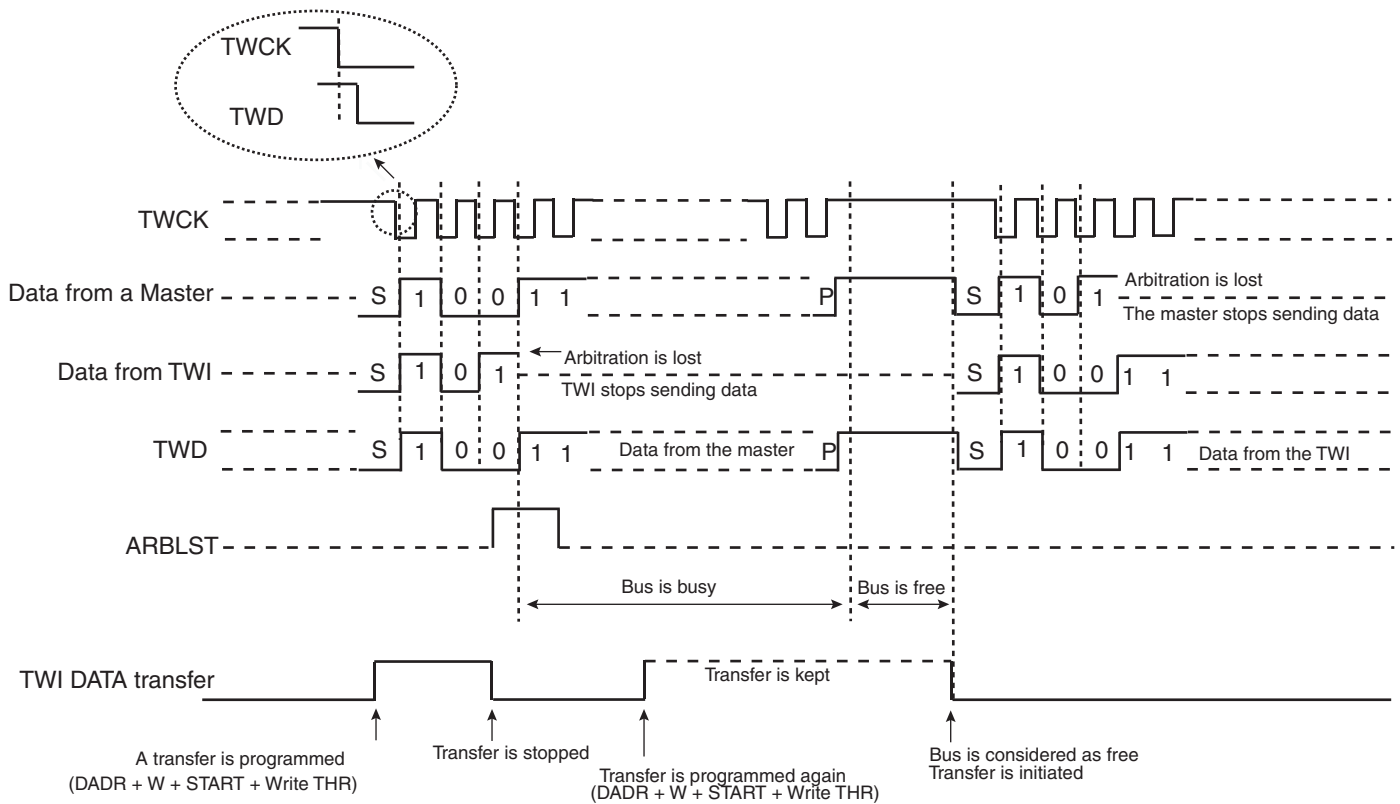 TWCK
TWD
TWCK
Data from a Master
S 1 0 0 1 1
P
S 1 0 1
Arbitration is lost
The master stops sending data
Data from TWI
S 1 0 1
Arbitration is lost
TWI stops sending data
S 1 0 0 1 1
TWD
S 1 0 0 1 1
Data from the master
P
S 1 0 0 1 1
Data from the TWI
ARBLST
Bus is busy
Bus is free
TWI DATA transfer
Transfer is kept
A transfer is programmed
(DADR + W + START + Write THR)
Transfer is stopped
Transfer is programmed again
(DADR + W + START + Write THR)
Bus is considered as free
Transfer is initiated